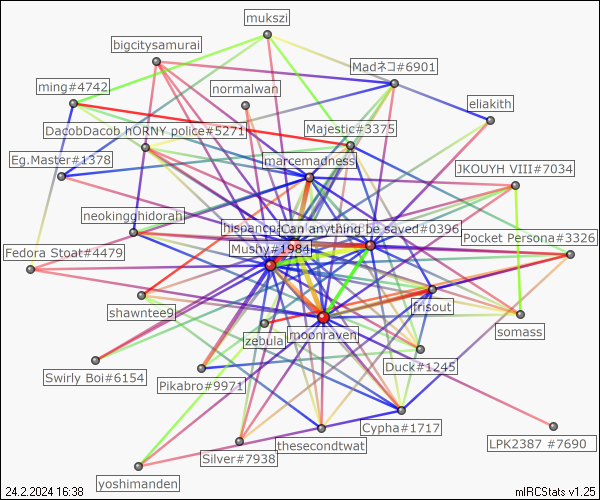 mukszi
bigcitysamurai
Madネコ#6901
ming#4742
normalwan
eliakith
DacobDacob hORNY police#5271
Majestic#3375
Eg.Master#1378
marcemadness
JKOUYH VIII#7034
neokingghidorah
hispancpa
Can anything be saved#0396
Mushy#1984
Pocket Persona#3326
Fedora Stoat#4479
shawntee9
frisout
zebula
moonraven
somass
Swirly Boi#6154
Pikabro#9971
Duck#1245
Cypha#1717
LPK2387 #7690
Silver#7938
thesecondtwat
yoshimanden
24.2.2024 16:38
mIRCStats v1.25